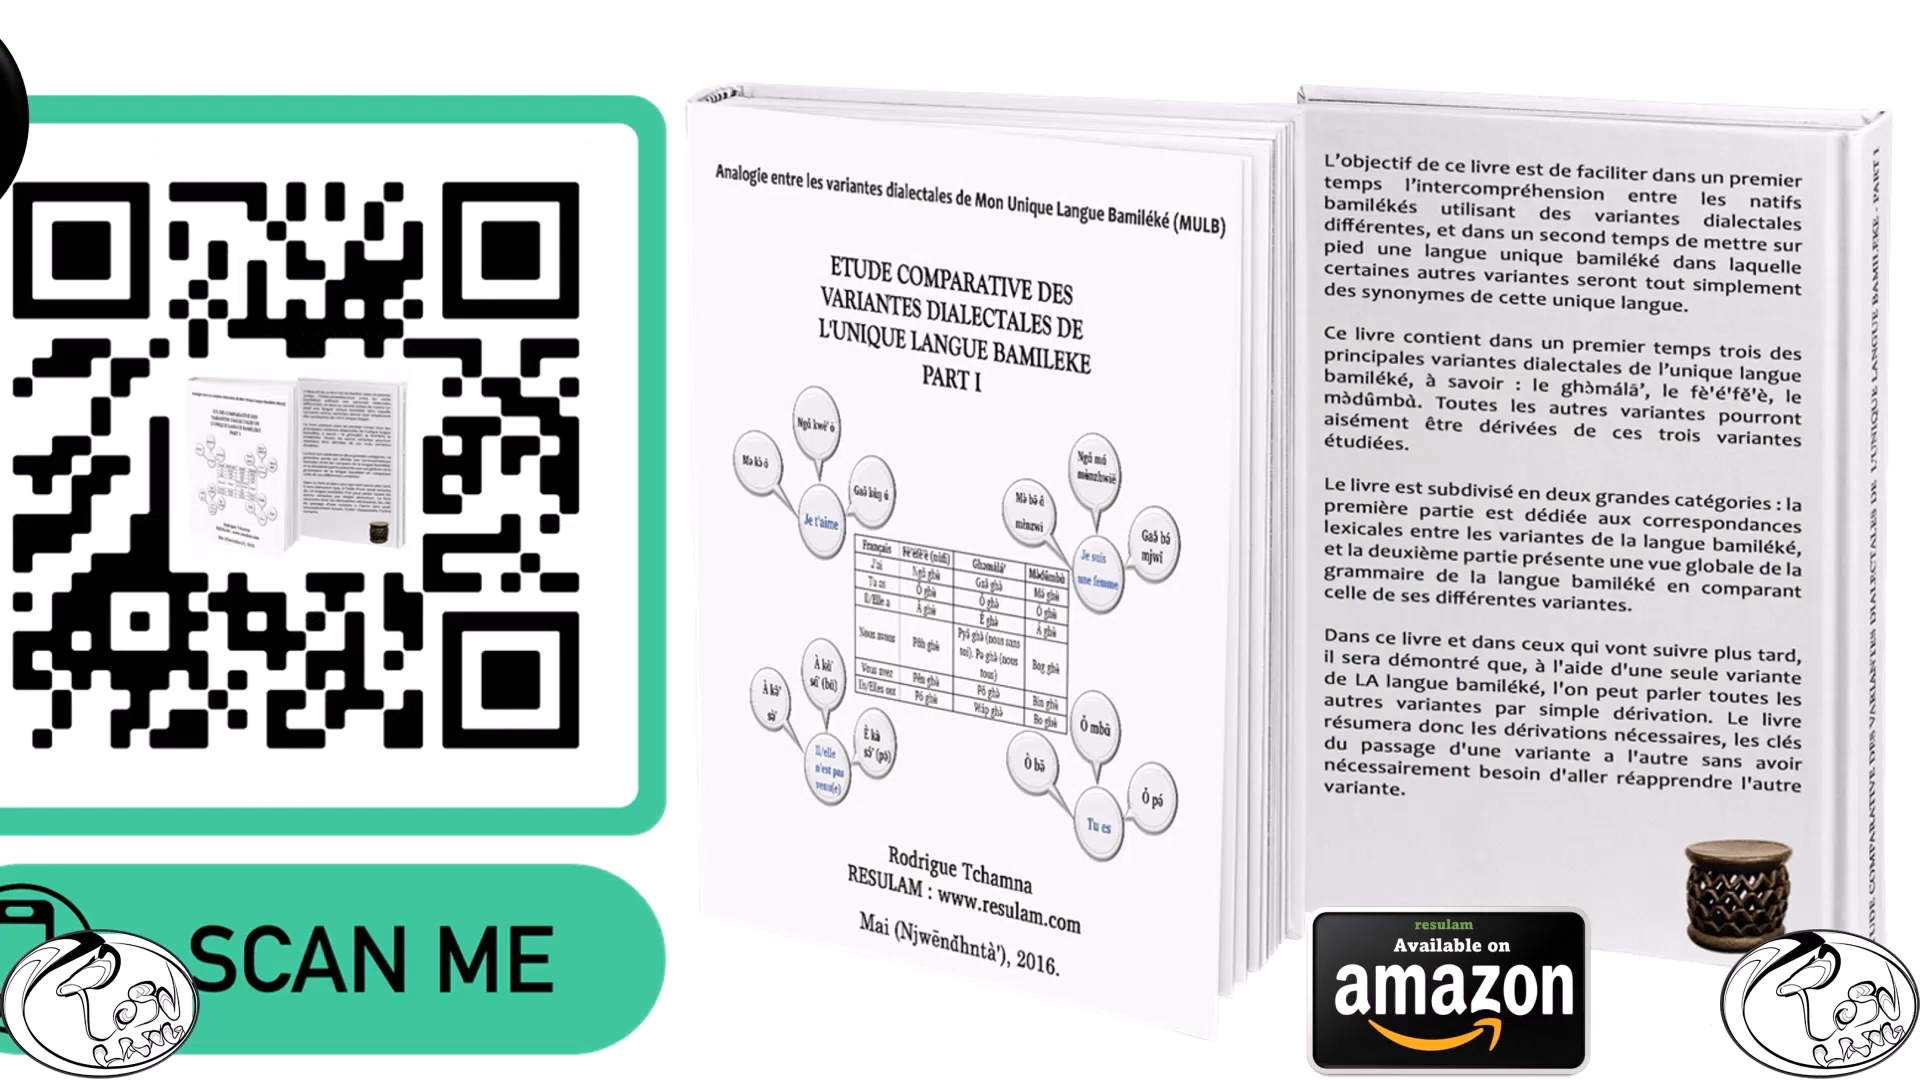 SCAN ME
Analogie entre les variantes dialectales de Mon Unique Langue Bamiléké (MULB)
ETUDE COMPARATIVE DES
VARIANTES DIALECTALES DE
L'UNIQUE LANGUE BAMILEKE
PART I
Je t'aime
Je suis
une femme
Français
Ghɔmálá'
J'ai
Tu as
Il/Elle a
Nous avons
Vous avez
Ils/Elles ont
Il/elle
n'est pas
venu(e)
Tu es
Rodrigue Tchamna
RESULAM : www.resulam.com
Mai (Njwēnďhntà'), 2016.
L'objectif de ce livre est de faciliter dans un premier
temps l'intercompréhension entre les natifs
bamilékés utilisant des variantes dialectales
différentes, et dans un second temps de mettre sur
pied une langue unique bamiléké dans laquelle
certaines autres variantes seront tout simplement
des synonymes de cette unique langue.
Ce livre contient dans un premier temps trois des
principales variantes dialectales de l'unique langue
bamiléké, à savoir : le ghɔ̀málá', le fè'é'fě'è, le
mə̀dʉ̂mbὰ. Toutes les autres variantes pourront
aisément être dérivées de ces trois variantes
étudiées.
Le livre est subdivisé en deux grandes catégories : la
première partie est dédiée aux correspondances
lexicales entre les variantes de la langue bamiléké,
et la deuxième partie présente une vue globale de la
grammaire de la langue bamiléké en comparant
celle de ses différentes variantes.
Dans ce livre et dans ceux qui vont suivre plus tard,
il sera démontré que, à l'aide d'une seule variante
de LA langue bamiléké, l'on peut parler toutes les
autres variantes par simple dérivation. Le livre
résumera donc les dérivations nécessaires, les clés
du passage d'une variante a l'autre sans avoir
nécessairement besoin d'aller réapprendre l'autre
variante.
resulam
Available on
amazon